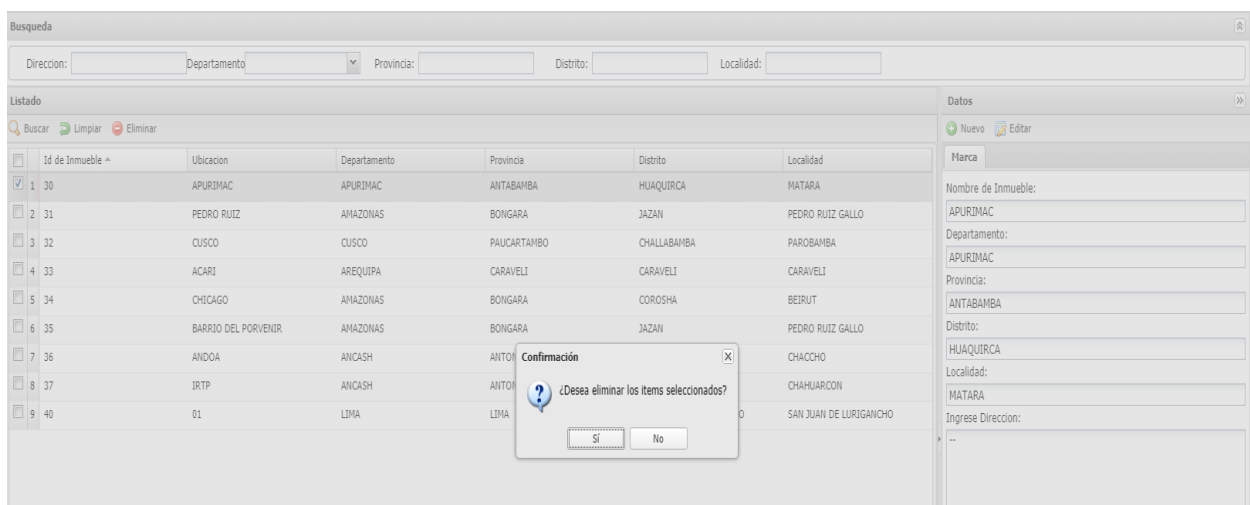 Busqueda
Direccion: Departamento Provincia: Distrito: Localidad:
Listado
Buscar Limpiar Eliminar
Id de Inmueble Ubicacion Departamento Provincia Distrito Localidad
1 30 APURIMAC APURIMAC ANTABAMBA HUAQUIRCA MATARA
2 31 PEDRO RUIZ AMAZONAS BONGARA JAZAN PEDRO RUIZ GALLO
3 32 CUSCO CUSCO PAUCARTAMBO CHALLABAMBA PAROBAMBA
4 33 ACARI AREQUIPA CARAVELI CARAVELI CARAVELI
5 34 CHICAGO AMAZONAS BONGARA COROSHA BEIRUT
6 35 BARRIO DEL PORVENIR AMAZONAS BONGARA JAZAN PEDRO RUIZ GALLO
7 36 ANDOA ANCASH ANTON CHACCHO
8 37 IRTP ANCASH ANTON CHAHUARCON
9 40 01 LIMA LIMA O SAN JUAN DE LURIGANCHO
Confirmación
¿Desea eliminar los items seleccionados?
Sí No
Datos
Nuevo Editar
Marca
Nombre de Inmueble:
APURIMAC
Departamento:
APURIMAC
Provincia:
ANTABAMBA
Distrito:
HUAQUIRCA
Localidad:
MATARA
Ingrese Direccion:
--